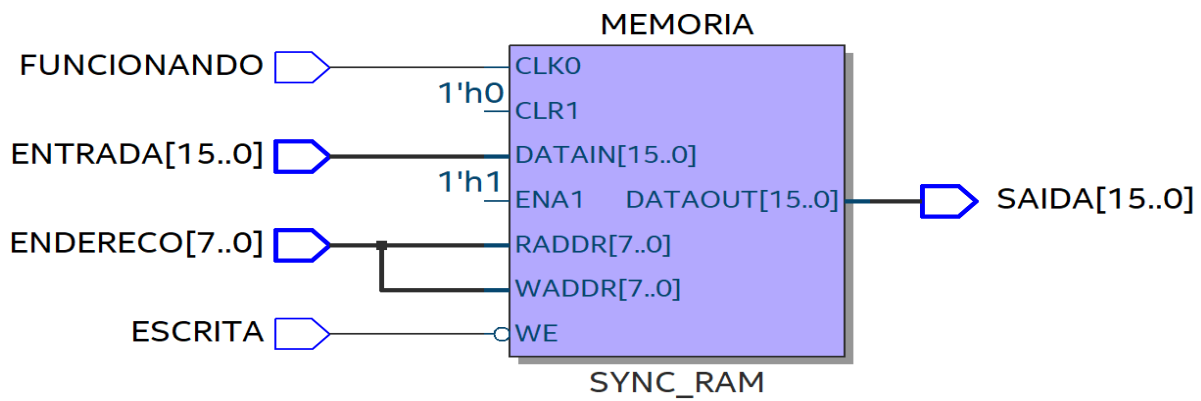 MEMORIA
FUNCIONANDO
CLK0
1'h0
CLR1
ENTRADA[15..0]
DATAIN[15..0]
1'h1
ENA1
DATAOUT[15..0]
SAIDA[15..0]
ENDERECO[7..0]
RADDR[7..0]
WADDR[7..0]
ESCRITA
WE
SYNC_RAM